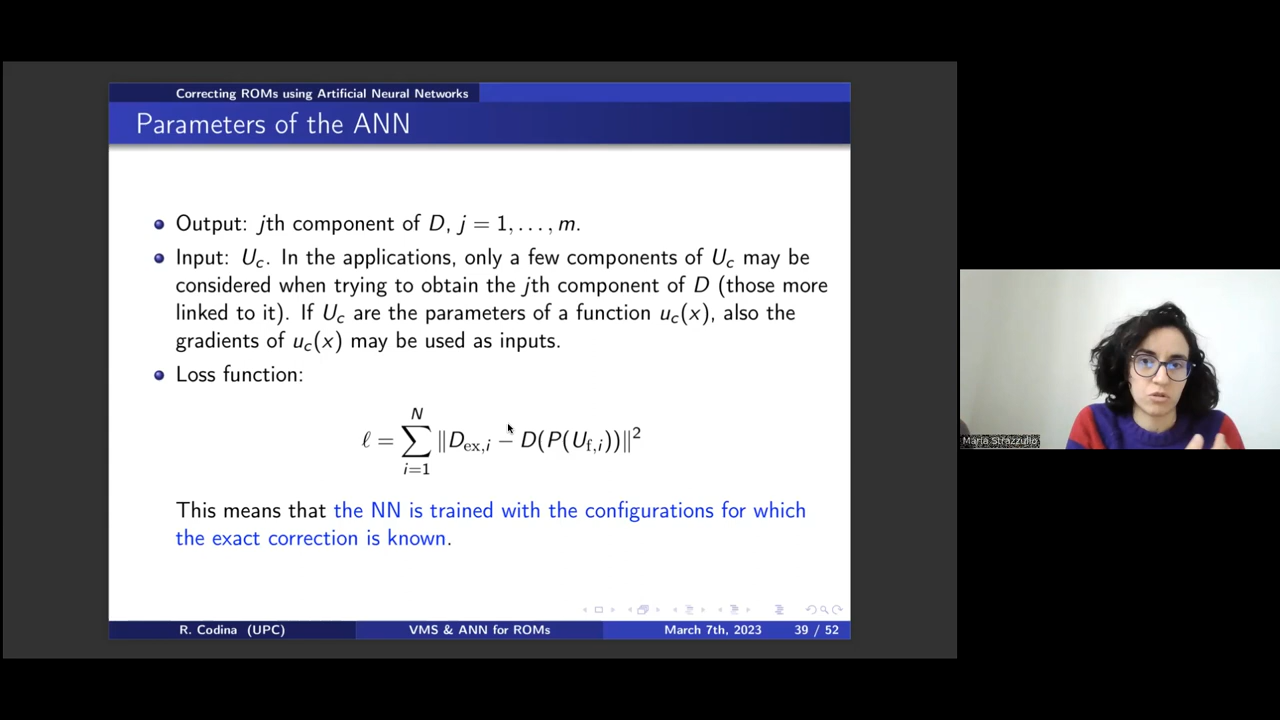 Correcting ROMs using Artificial Neural Networks
Parameters of the ANN
Output: jth component of D, j = 1, . . . , m.
Input: U_c. In the applications, only a few components of U_c may be
considered when trying to obtain the jth component of D (those more
linked to it). If U_c are the parameters of a function u_c(x), also the
gradients of u_c(x) may be used as inputs.
Loss function:
ℓ = ∑_{i=1}^{N} ‖D_{ex,i} − D(P(U_{f,i}))‖²
This means that the NN is trained with the configurations for which
the exact correction is known.
R. Codina (UPC) VMS & ANN for ROMs March 7th, 2023 39 / 52
Maria Strazzullo